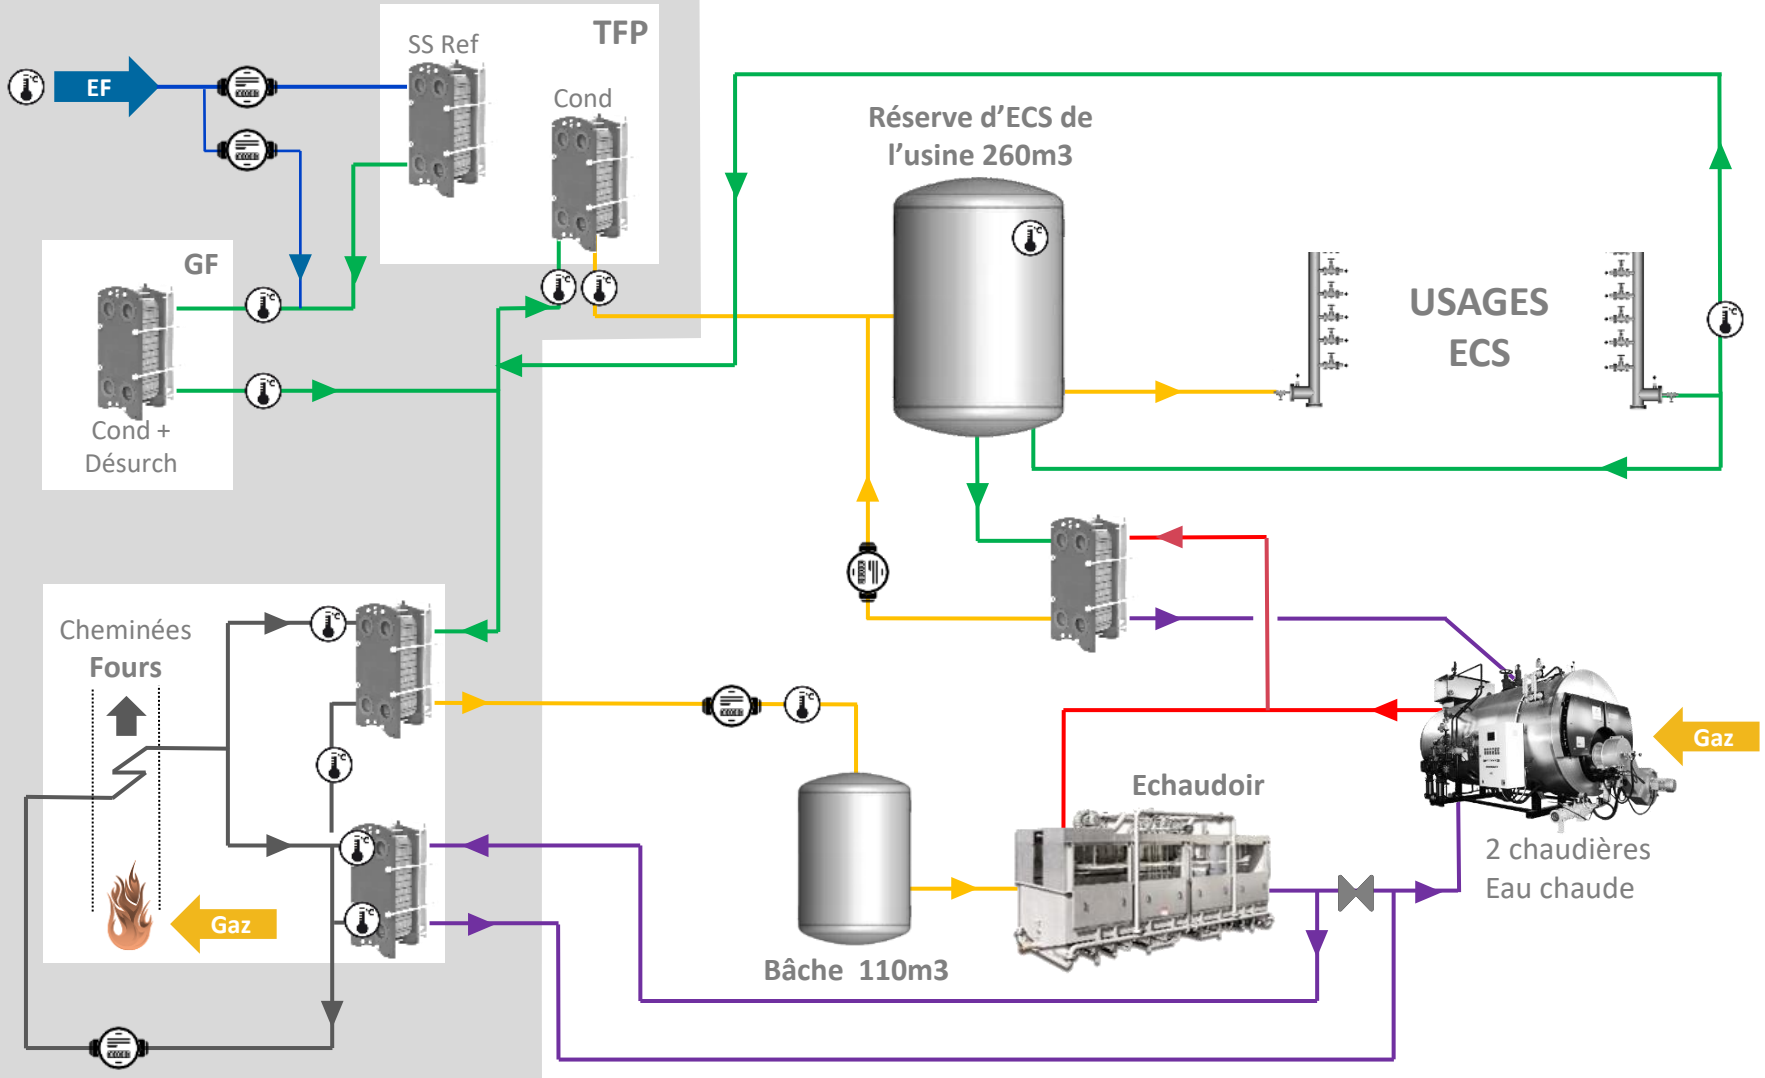 TFP
SS Ref
EF
Cond
Réserve d’ECS de
l’usine 260m3
GF
USAGES
ECS
Cond +
Désurch
Cheminées
Fours
Gaz
Echaudoir
2 chaudières
Eau chaude
Gaz
Bâche 110m3
°C
°C
°C
°C
°C
°C
°C
°C
°C
°C
°C
°C